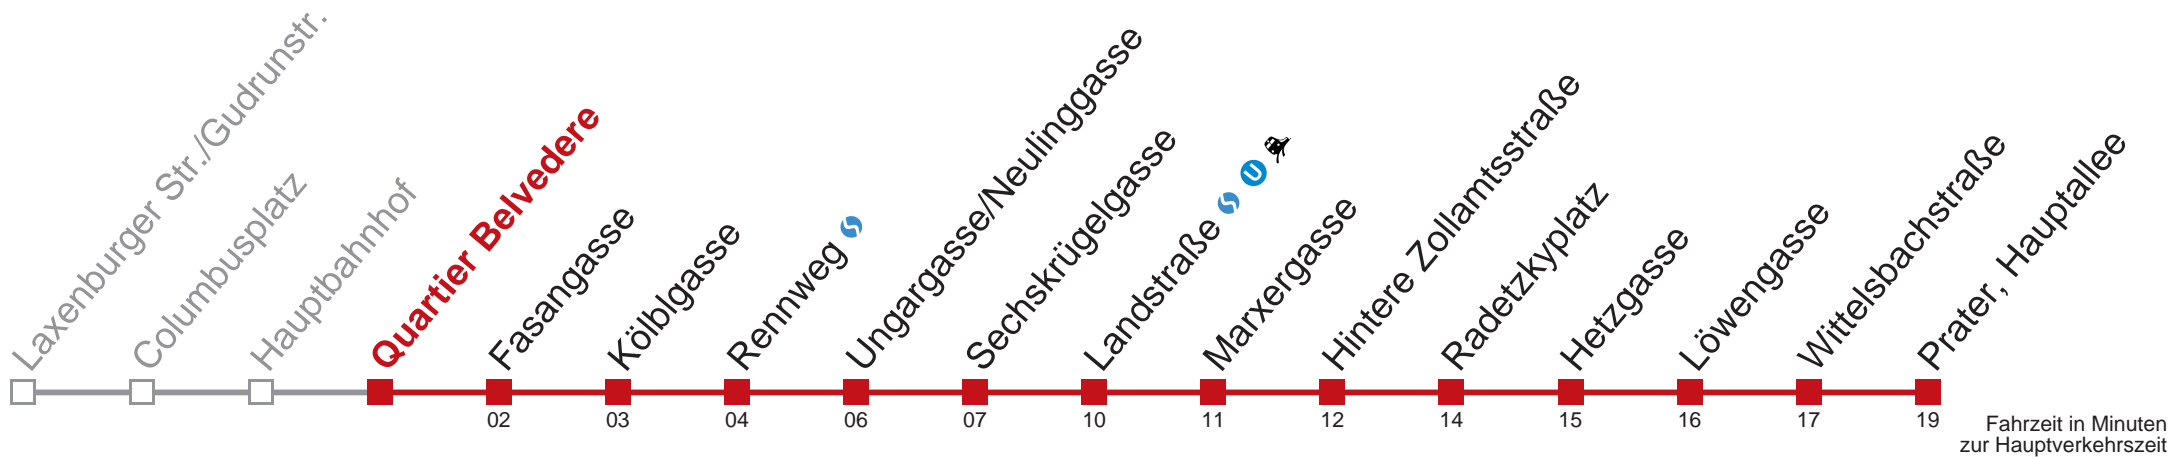 Laxenburger Str./Gudrunstr.
Columbusplatz
Hauptbahnhof
Quartier Belvedere
Fasangasse
Kölblgasse
Rennweg
Ungargasse/Neulinggasse
Sechskrügelgasse
Landstraße U
Marxergasse
Hintere Zollamtsstraße
Radetzkyplatz
Hetzgasse
Löwengasse
Wittelsbachstraße
Prater, Hauptallee
02 03 04 06 07 10 11 12 14 15 16 17 19
Fahrzeit in Minuten
zur Hauptverkehrszeit